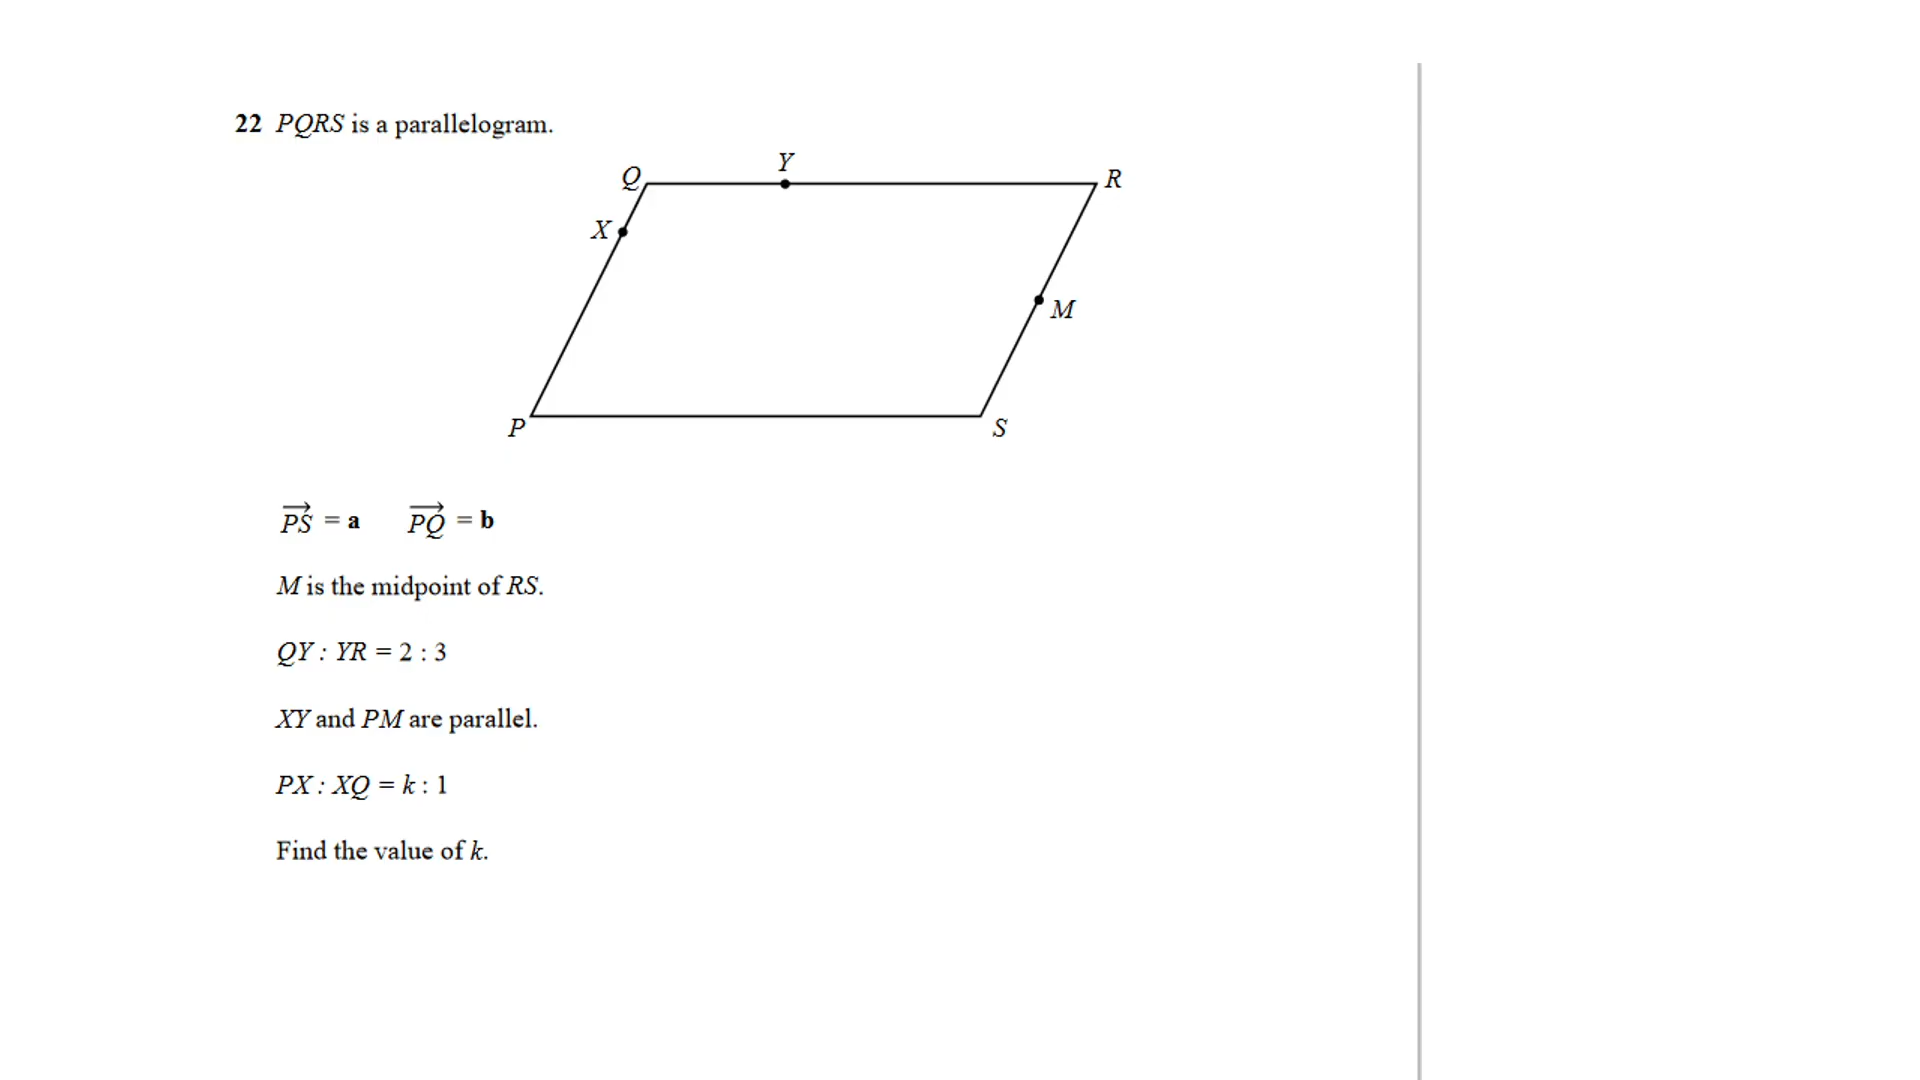 22 PQRS is a parallelogram.
Y
Q
R
X
M
P
S
PS = a PQ = b
M is the midpoint of RS.
QY : YR = 2 : 3
XY and PM are parallel.
PX : XQ = k : 1
Find the value of k.